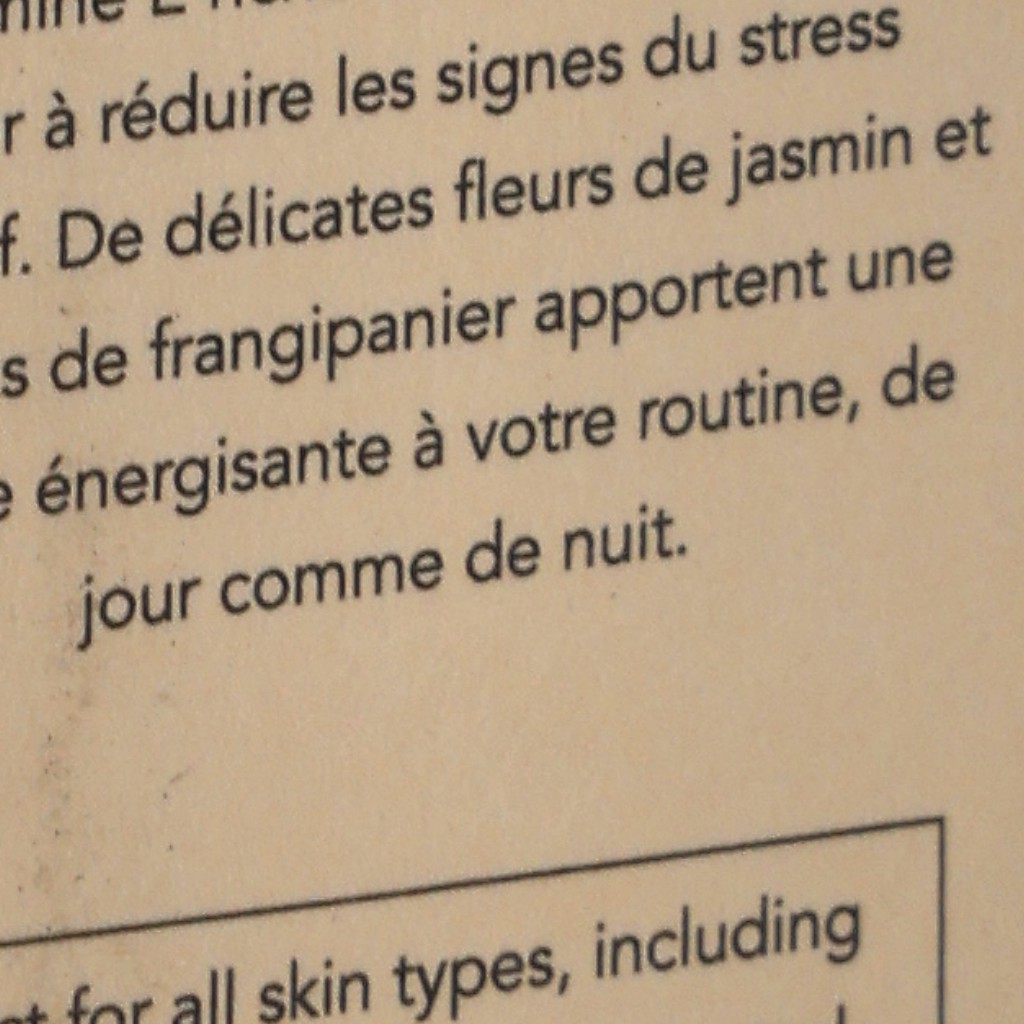 à réduire les signes du stress
De délicates fleurs de jasmin et
de frangipanier apportent une
énergisante à votre routine, de
jour comme de nuit.
for all skin types, including